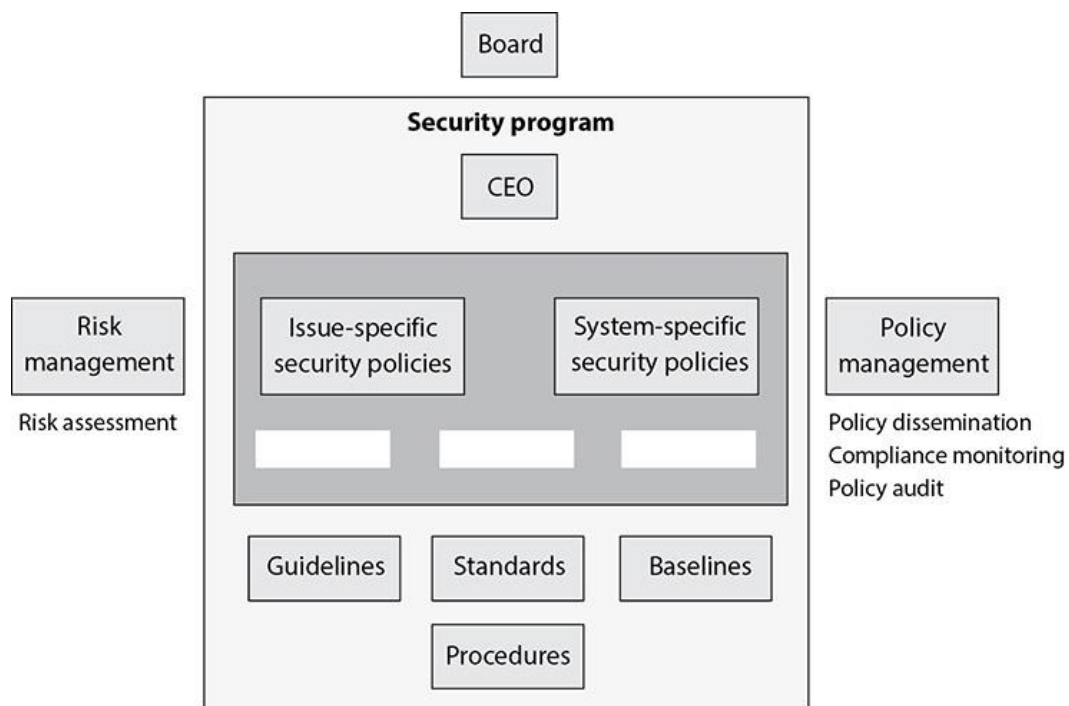 Board
Security program
CEO
Risk
management
Risk assessment
Issue-specific
security policies
System-specific
security policies
Policy
management
Policy dissemination
Compliance monitoring
Policy audit
Guidelines
Standards
Baselines
Procedures